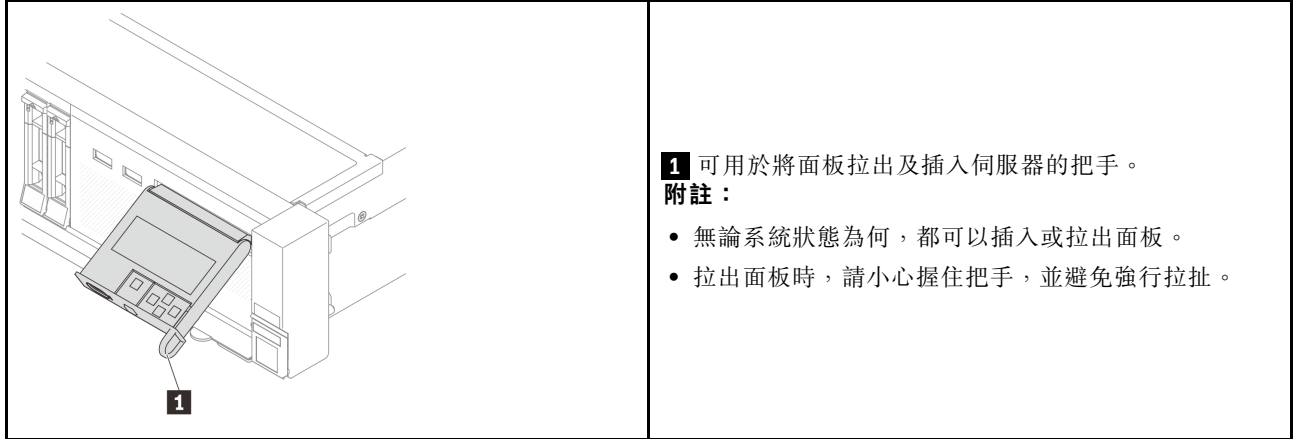 1
1 可用於將面板拉出及插入伺服器的把手。
附註：
• 無論系統狀態為何，都可以插入或拉出面板。
• 拉出面板時，請小心握住把手，並避免強行拉扯。